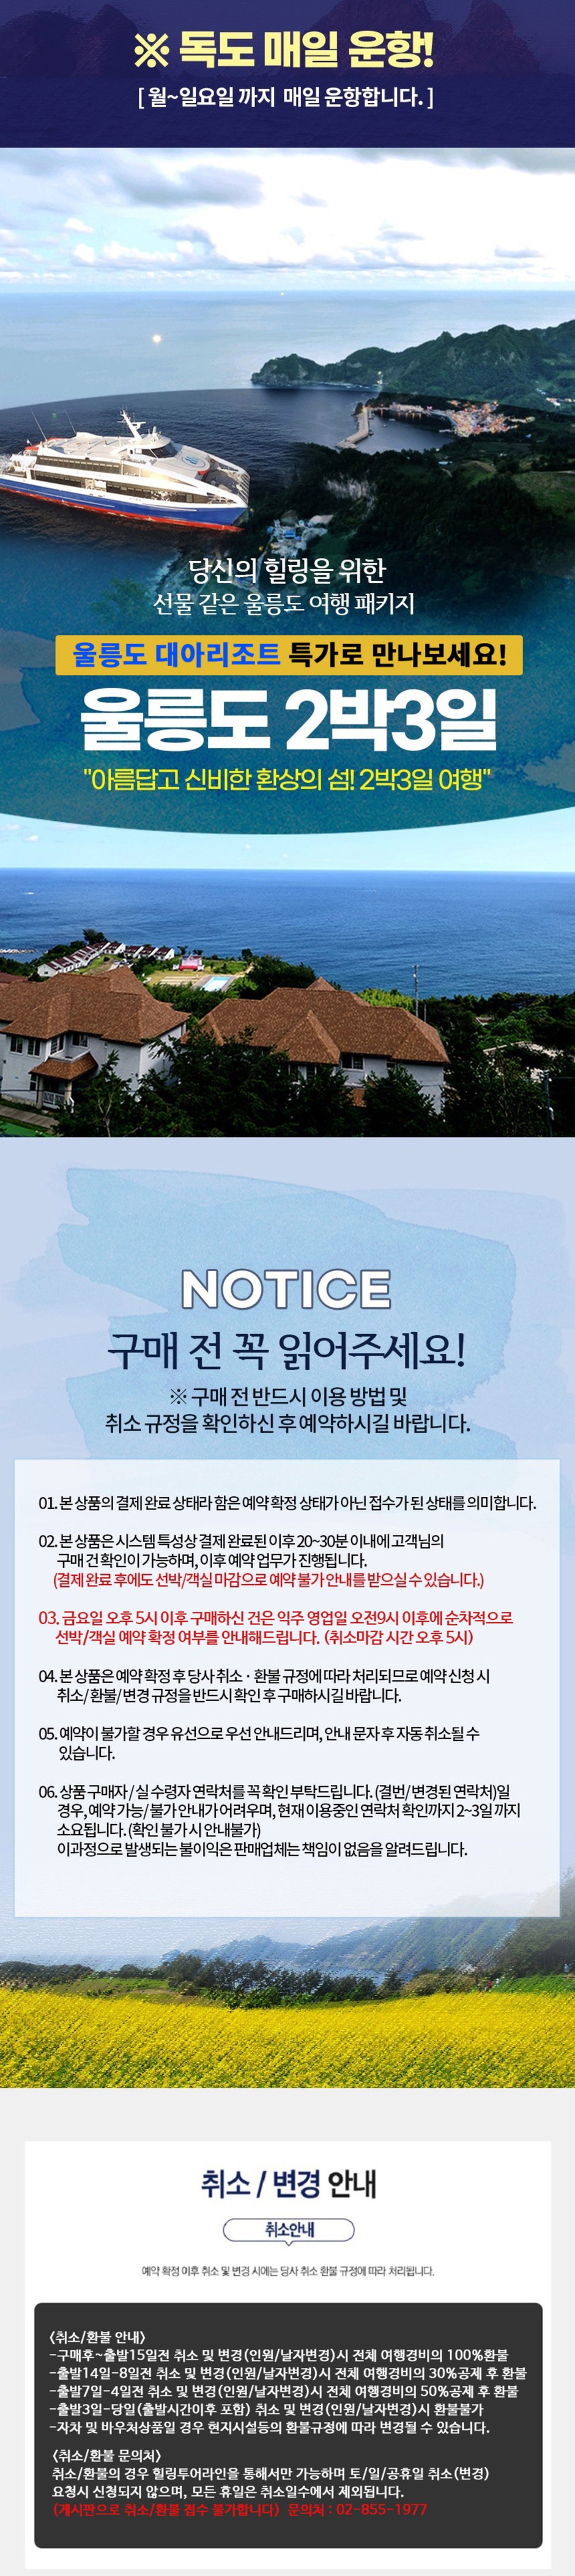 ※ 독도 매일 운항!
[ 월~일요일 까지 매일 운항합니다. ]
당신의 힐링을 위한
선물 같은 울릉도 여행 패키지
울릉도 대아리조트 특가로 만나보세요!
울릉도 2박3일
"아름답고 신비한 환상의 섬! 2박3일 여행"
NOTICE
구매 전 꼭 읽어주세요!
※ 구매 전 반드시 이용 방법 및
취소 규정을 확인하신 후 예약하시길 바랍니다.
01. 본 상품의 결제 완료 상태라 함은 예약 확정 상태가 아닌 접수가 된 상태를 의미합니다.
02. 본 상품은 시스템 특성상 결제 완료된 이후 20~30분 이내에 고객님의
구매 건 확인이 가능하며, 이후 예약 업무가 진행됩니다.
(결제 완료 후에도 선박/객실 마감으로 예약 불가 안내를 받으실 수 있습니다.)
03. 금요일 오후 5시 이후 구매하신 건은 익주 영업일 오전9시 이후에 순차적으로
선박/객실 예약 확정 여부를 안내해드립니다. (취소마감 시간 오후 5시)
04. 본 상품은 예약 확정 후 당사 취소 · 환불 규정에 따라 처리되므로 예약 신청 시
취소/ 환불/ 변경 규정을 반드시 확인 후 구매하시길 바랍니다.
05. 예약이 불가할 경우 유선으로 우선 안내드리며, 안내 문자 후 자동 취소될 수
있습니다.
06. 상품 구매자 / 실 수령자 연락처를 꼭 확인 부탁드립니다. (결번/ 변경된 연락처)일
경우, 예약 가능/ 불가 안내가 어려우며, 현재 이용중인 연락처 확인까지 2~3일 까지
소요됩니다. (확인 불가 시 안내불가)
이과정으로 발생되는 불이익은 판매업체는 책임이 없음을 알려드립니다.
취소 / 변경 안내
취소안내
예약 확정 이후 취소 및 변경 시에는 당사 취소 환불 규정에 따라 처리됩니다.
<취소/환불 안내>
-구매후~출발15일전 취소 및 변경(인원/날자변경)시 전체 여행경비의 100%환불
-출발14일-8일전 취소 및 변경(인원/날자변경)시 전체 여행경비의 30%공제 후 환불
-출발7일-4일전 취소 및 변경(인원/날자변경)시 전체 여행경비의 50%공제 후 환불
-출발3일-당일(출발시간이후 포함) 취소 및 변경(인원/날자변경)시 환불불가
-자차 및 바우처상품일 경우 현지시설등의 환불규정에 따라 변경될 수 있습니다.
<취소/환불 문의처>
취소/환불의 경우 힐링투어라인을 통해서만 가능하며 토/일/공휴일 취소(변경)
요청시 신청되지 않으며, 모든 휴일은 취소일수에서 제외됩니다.
(게시판으로 취소/환불 접수 불가합니다) 문의처 : 02-855-1977